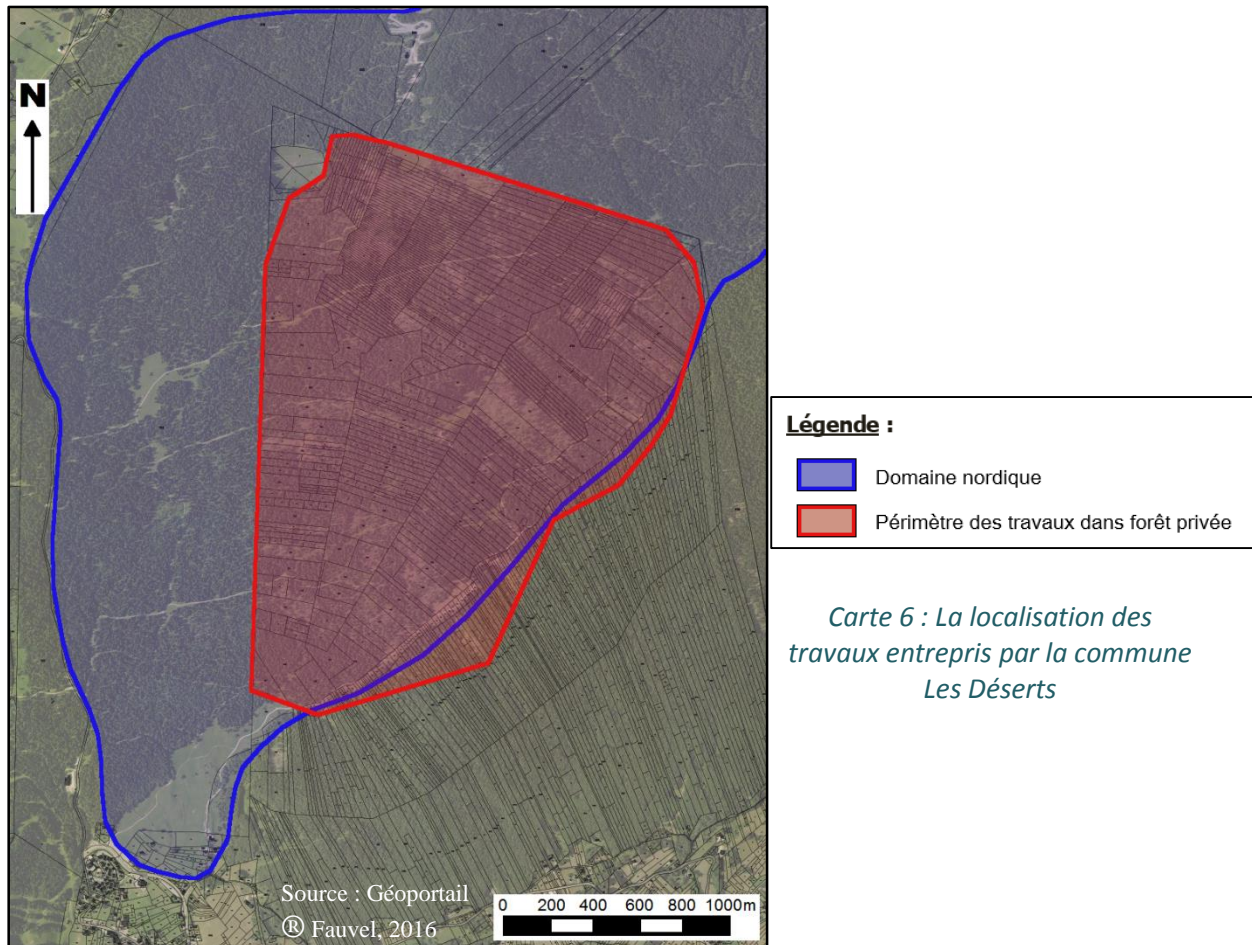 N
Légende :
Domaine nordique
Périmètre des travaux dans forêt privée
Carte 6 : La localisation des
travaux entrepris par la commune
Les Déserts
Source : Géoportail
® Fauvel, 2016
0 200 400 600 800 1000m